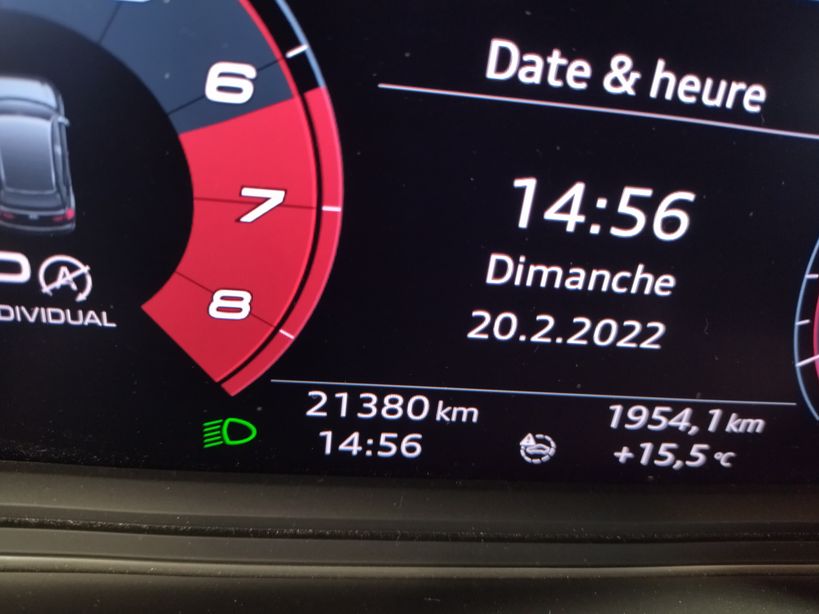 Date & heure
6
7
8
14:56
Dimanche
20.2.2022
DIVIDUAL
21380 km
14:56
1954,1 km
+15,5 °C